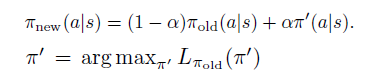 π_new(a|s) = (1 − α)π_old(a|s) + απ′(a|s).
π′ = arg max_π′ L_π_old(π′)